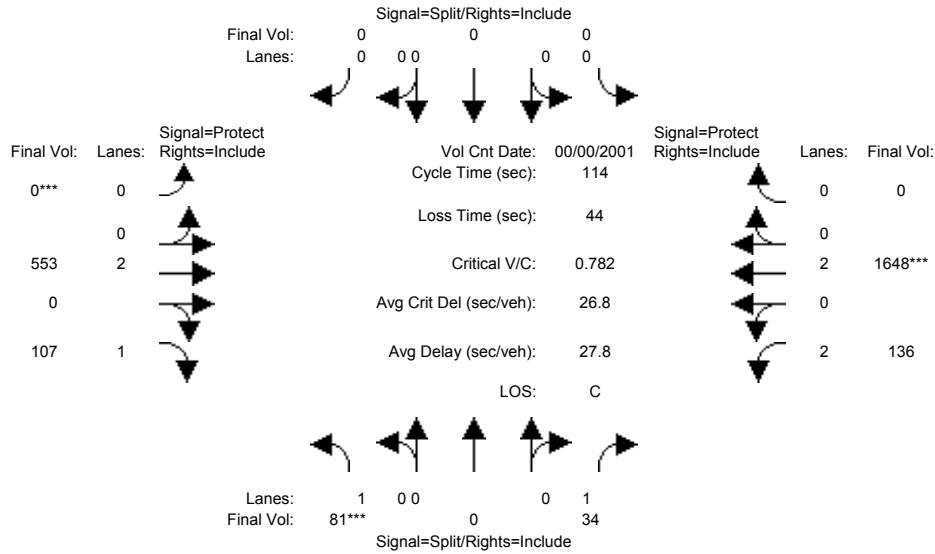 Signal=Split/Rights=Include
Final Vol: 0 0 0
Lanes: 0 0 0 0 0
Signal=Protect Signal=Protect
Final Vol: Lanes: Rights=Include Vol Cnt Date: 00/00/2001 Rights=Include Lanes: Final Vol:
Cycle Time (sec): 114
0*** 0 0 0
Loss Time (sec): 44
0 0
553 2 Critical V/C: 0.782 2 1648***
0 Avg Crit Del (sec/veh): 26.8 0
107 1 Avg Delay (sec/veh): 27.8 2 136
LOS: C
Lanes: 1 0 0 0 1
Final Vol: 81*** 0 34
Signal=Split/Rights=Include